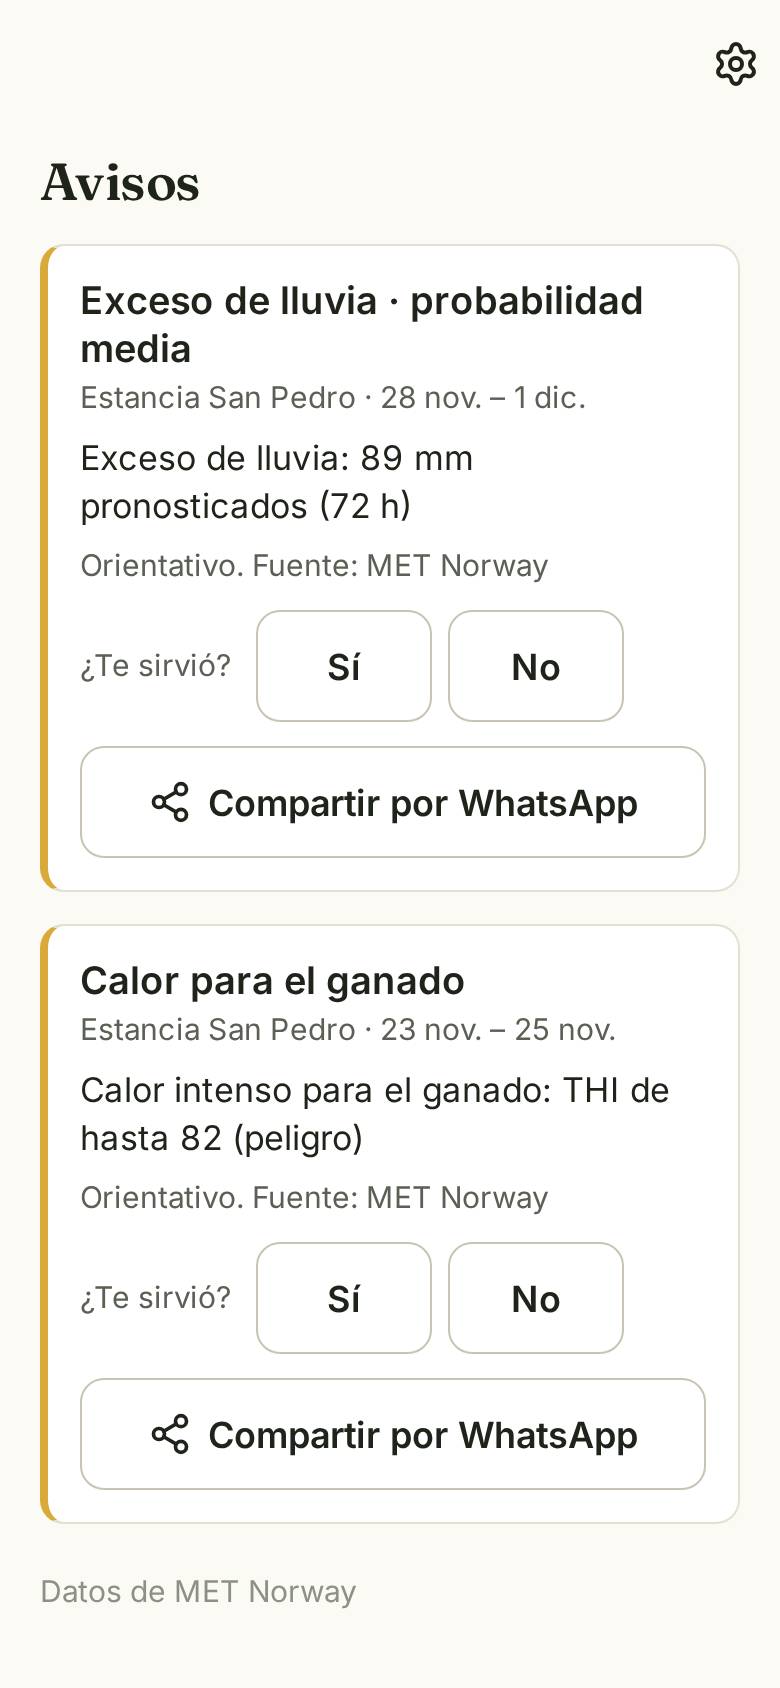 Avisos
Exceso de lluvia · probabilidad
media
Estancia San Pedro · 28 nov. – 1 dic.
Exceso de lluvia: 89 mm
pronosticados (72 h)
Orientativo. Fuente: MET Norway
¿Te sirvió? Sí No
Compartir por WhatsApp
Calor para el ganado
Estancia San Pedro · 23 nov. – 25 nov.
Calor intenso para el ganado: THI de
hasta 82 (peligro)
Orientativo. Fuente: MET Norway
¿Te sirvió? Sí No
Compartir por WhatsApp
Datos de MET Norway